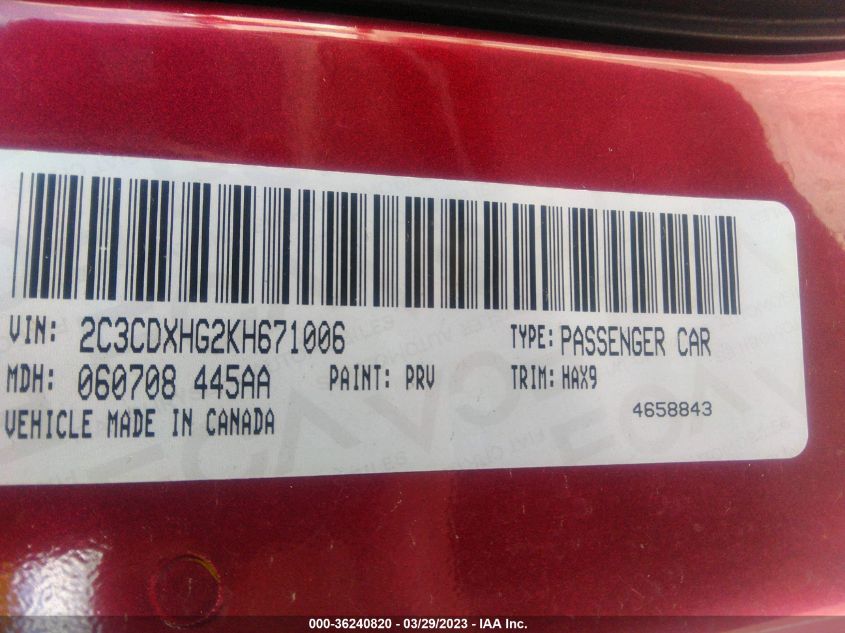 VIN: 2C3CDXHG2KH671006 TYPE: PASSENGER CAR
MDH: 060708 445AA PAINT: PRV TRIM: HAX9
4658843
VEHICLE MADE IN CANADA
000-36240820 - 03/29/2023 - IAA Inc.